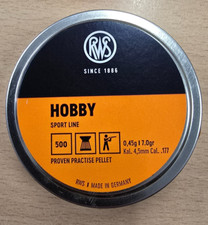 RWS
SINCE 1886
HOBBY
SPORT LINE
500
0,45g | 7,0gr
Kal. 4,5mm Cal. .177
PROVEN PRACTISE PELLET
RWS # MADE IN GERMANY